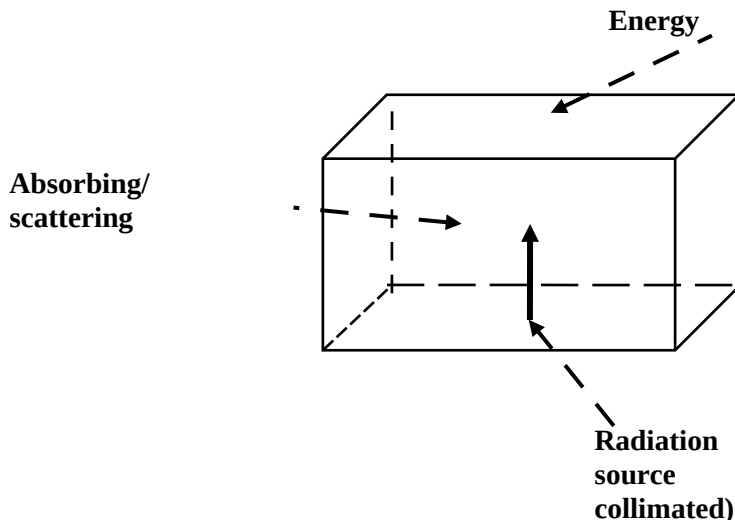 Energy
Absorbing/
scattering
Radiation
source
collimated)